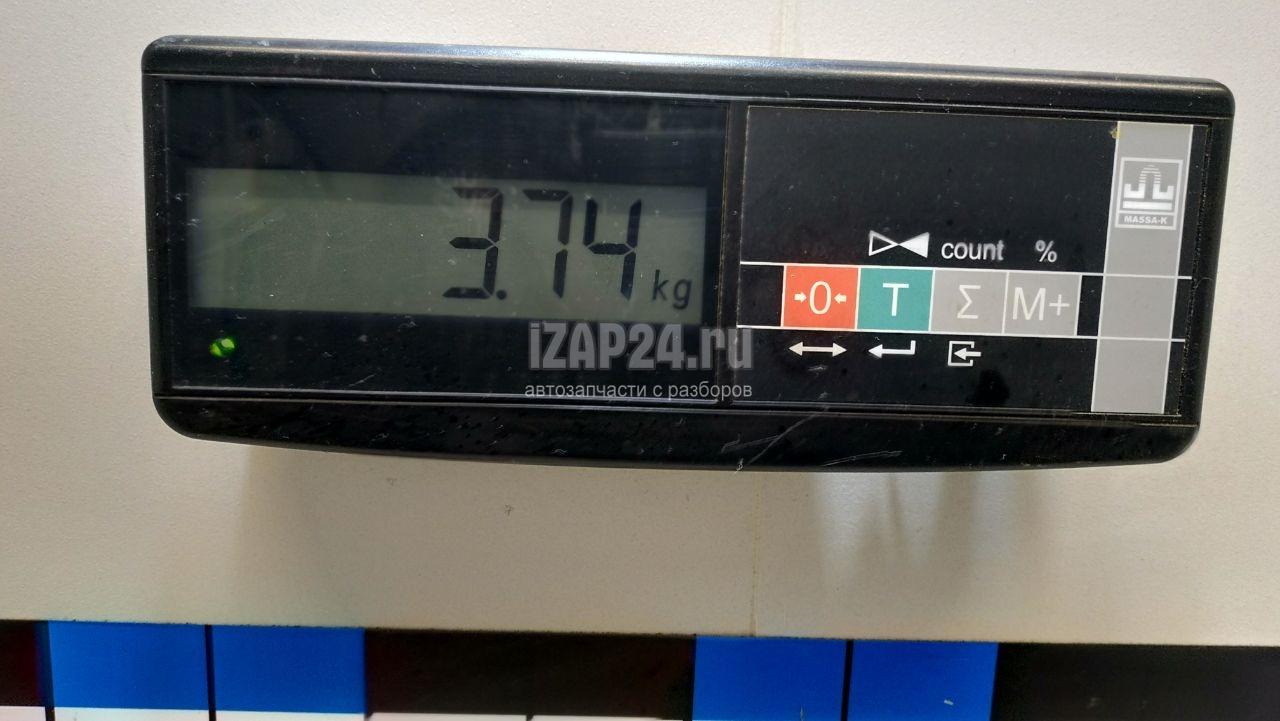 3.74 kg
count %
→0← T Σ M+
MASSA-K
iZAP24.ru
автозапчасти с разборов